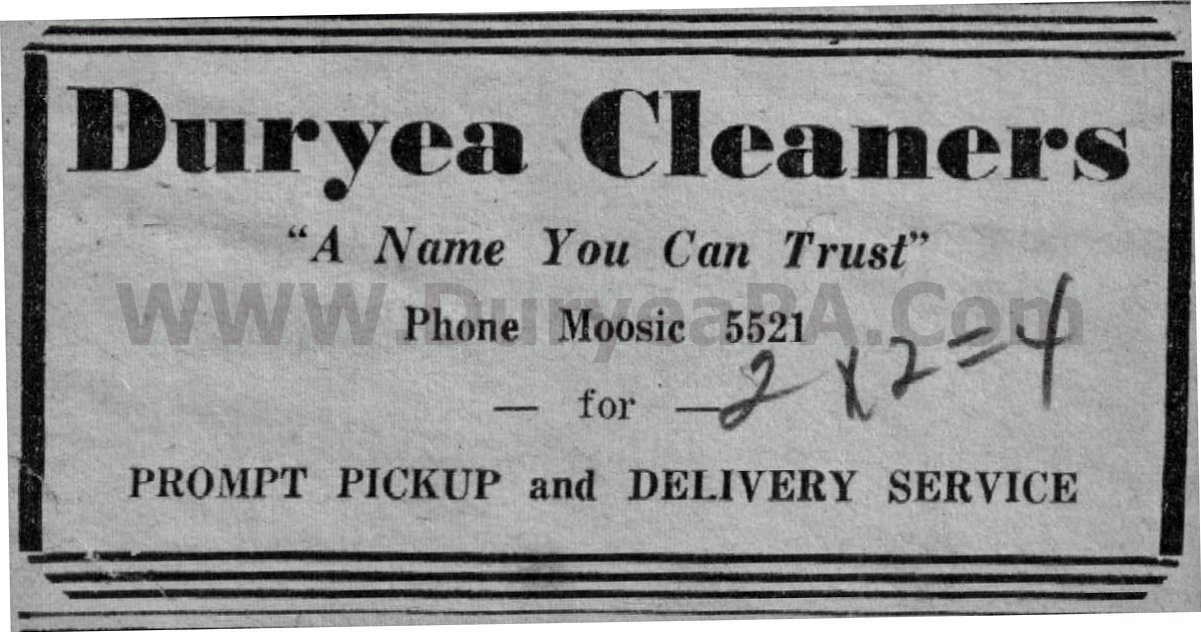 Duryea Cleaners
"A Name You Can Trust"
WWW.DuryeaPA.Com
Phone Moosic 5521
— for —
2 x 2 = 4
PROMPT PICKUP and DELIVERY SERVICE